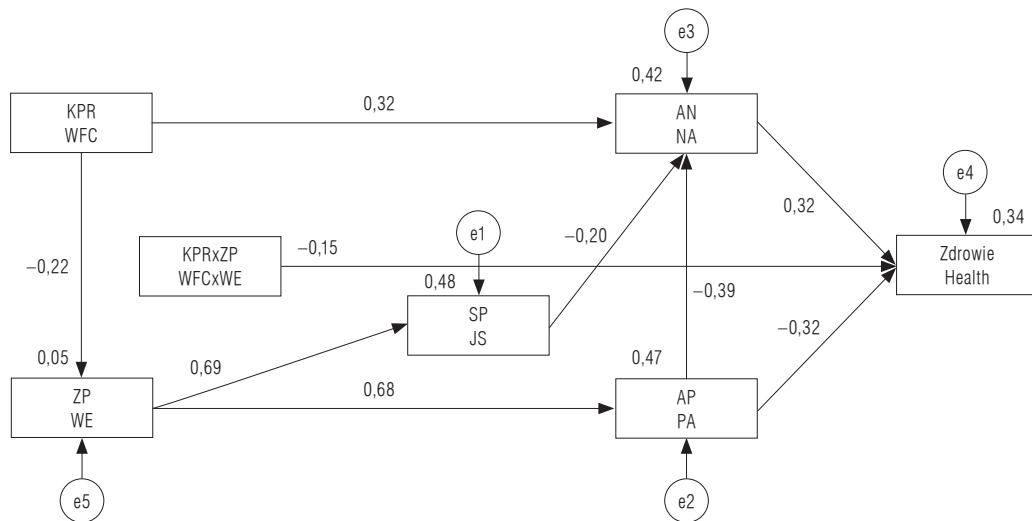 e3
0,42
KPR
WFC
0,32
AN
NA
e4
0,32
0,34
e1
–0,20
KPRxZP
WFCxWE
–0,15
Zdrowie
Health
–0,22
0,48
SP
JS
–0,39
–0,32
0,05
0,69
0,47
ZP
WE
0,68
AP
PA
e5
e2